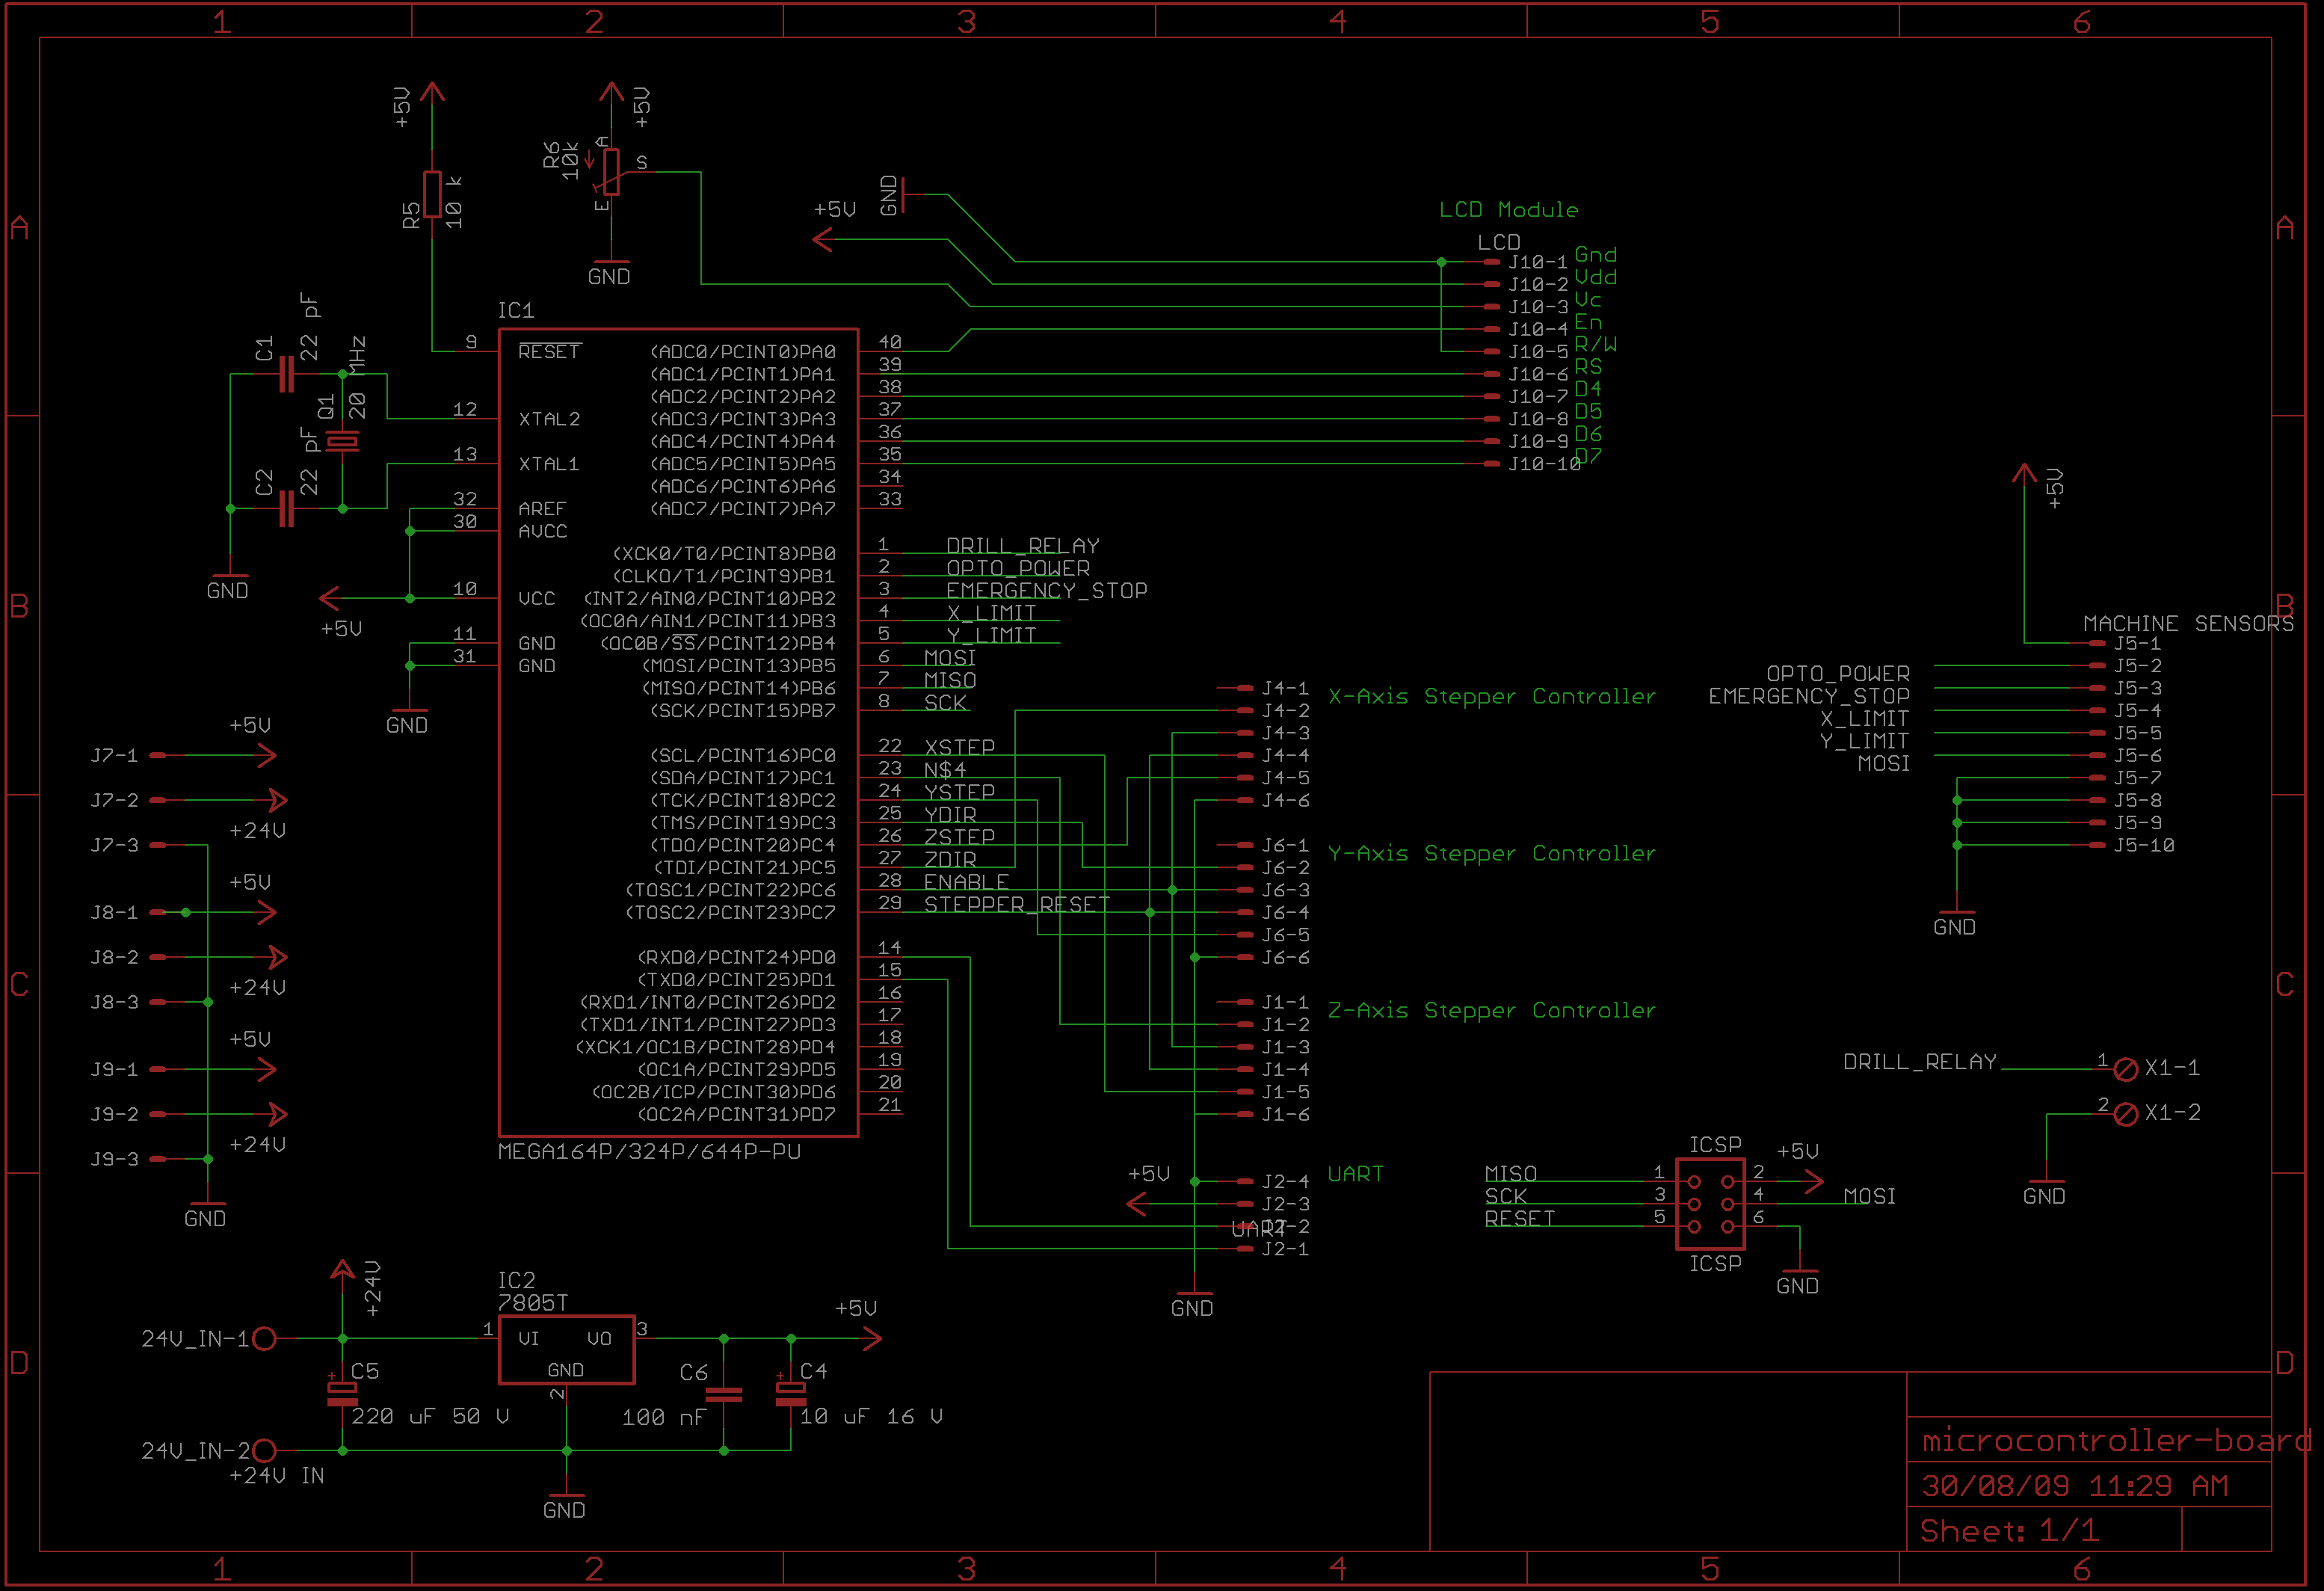 1 2 3 4 5 6
A A
B B
C C
D D
+5V
R5
10 k
+5V
R6
10k
A
S
E
GND
GND
+5V
LCD Module
LCD
J10-1 Gnd
J10-2 Vdd
J10-3 Vc
J10-4 En
J10-5 R/W
J10-6 RS
J10-7 D4
J10-8 D5
J10-9 D6
J10-10 D7
C1
22 pF
Q1
20 MHz
C2
22 pF
GND
IC1
9 RESET
12 XTAL2
13 XTAL1
32 AREF
30 AVCC
10 VCC
11 GND
31 GND
+5V
GND
(ADC0/PCINT0)PA0 40
(ADC1/PCINT1)PA1 39
(ADC2/PCINT2)PA2 38
(ADC3/PCINT3)PA3 37
(ADC4/PCINT4)PA4 36
(ADC5/PCINT5)PA5 35
(ADC6/PCINT6)PA6 34
(ADC7/PCINT7)PA7 33
(XCK0/T0/PCINT8)PB0 1 DRILL_RELAY
(CLKO/T1/PCINT9)PB1 2 OPTO_POWER
(INT2/AIN0/PCINT10)PB2 3 EMERGENCY_STOP
(OC0A/AIN1/PCINT11)PB3 4 X_LIMIT
(OC0B/SS/PCINT12)PB4 5 Y_LIMIT
(MOSI/PCINT13)PB5 6 MOSI
(MISO/PCINT14)PB6 7 MISO
(SCK/PCINT15)PB7 8 SCK
(SCL/PCINT16)PC0 22 XSTEP
(SDA/PCINT17)PC1 23 N$4
(TCK/PCINT18)PC2 24 YSTEP
(TMS/PCINT19)PC3 25 YDIR
(TDO/PCINT20)PC4 26 ZSTEP
(TDI/PCINT21)PC5 27 ZDIR
(TOSC1/PCINT22)PC6 28 ENABLE
(TOSC2/PCINT23)PC7 29 STEPPER_RESET
(RXD0/PCINT24)PD0 14
(TXD0/PCINT25)PD1 15
(RXD1/INT0/PCINT26)PD2 16
(TXD1/INT1/PCINT27)PD3 17
(XCK1/OC1B/PCINT28)PD4 18
(OC1A/PCINT29)PD5 19
(OC2B/ICP/PCINT30)PD6 20
(OC2A/PCINT31)PD7 21
MEGA164P/324P/644P-PU
J7-1 +5V
J7-2 +24V
J7-3
J8-1 +5V
J8-2 +24V
J8-3
J9-1 +5V
J9-2 +24V
J9-3
GND
J4-1 X-Axis Stepper Controller
J4-2
J4-3
J4-4
J4-5
J4-6
J6-1 Y-Axis Stepper Controller
J6-2
J6-3
J6-4
J6-5
J6-6
J1-1 Z-Axis Stepper Controller
J1-2
J1-3
J1-4
J1-5
J1-6
+5V
J2-4 UART
J2-3
J2-2
UART
J2-1
GND
+5V
MACHINE SENSORS
J5-1
J5-2
OPTO_POWER
J5-3
EMERGENCY_STOP
J5-4
X_LIMIT
J5-5
Y_LIMIT
J5-6
MOSI
J5-7
J5-8
J5-9
J5-10
GND
DRILL_RELAY 1 X1-1
2 X1-2
GND
ICSP
MISO 1 2 +5V
SCK 3 4 MOSI
RESET 5 6
ICSP
GND
+24V
24V_IN-1
C5
220 uF 50 V
24V_IN-2
+24V IN
IC2
7805T
1 VI VO 3
GND
2
GND
+5V
C6
100 nF
C4
10 uF 16 V
+
+
microcontroller-board
30/08/09 11:29 AM
Sheet: 1/1
1 2 3 4 5 6